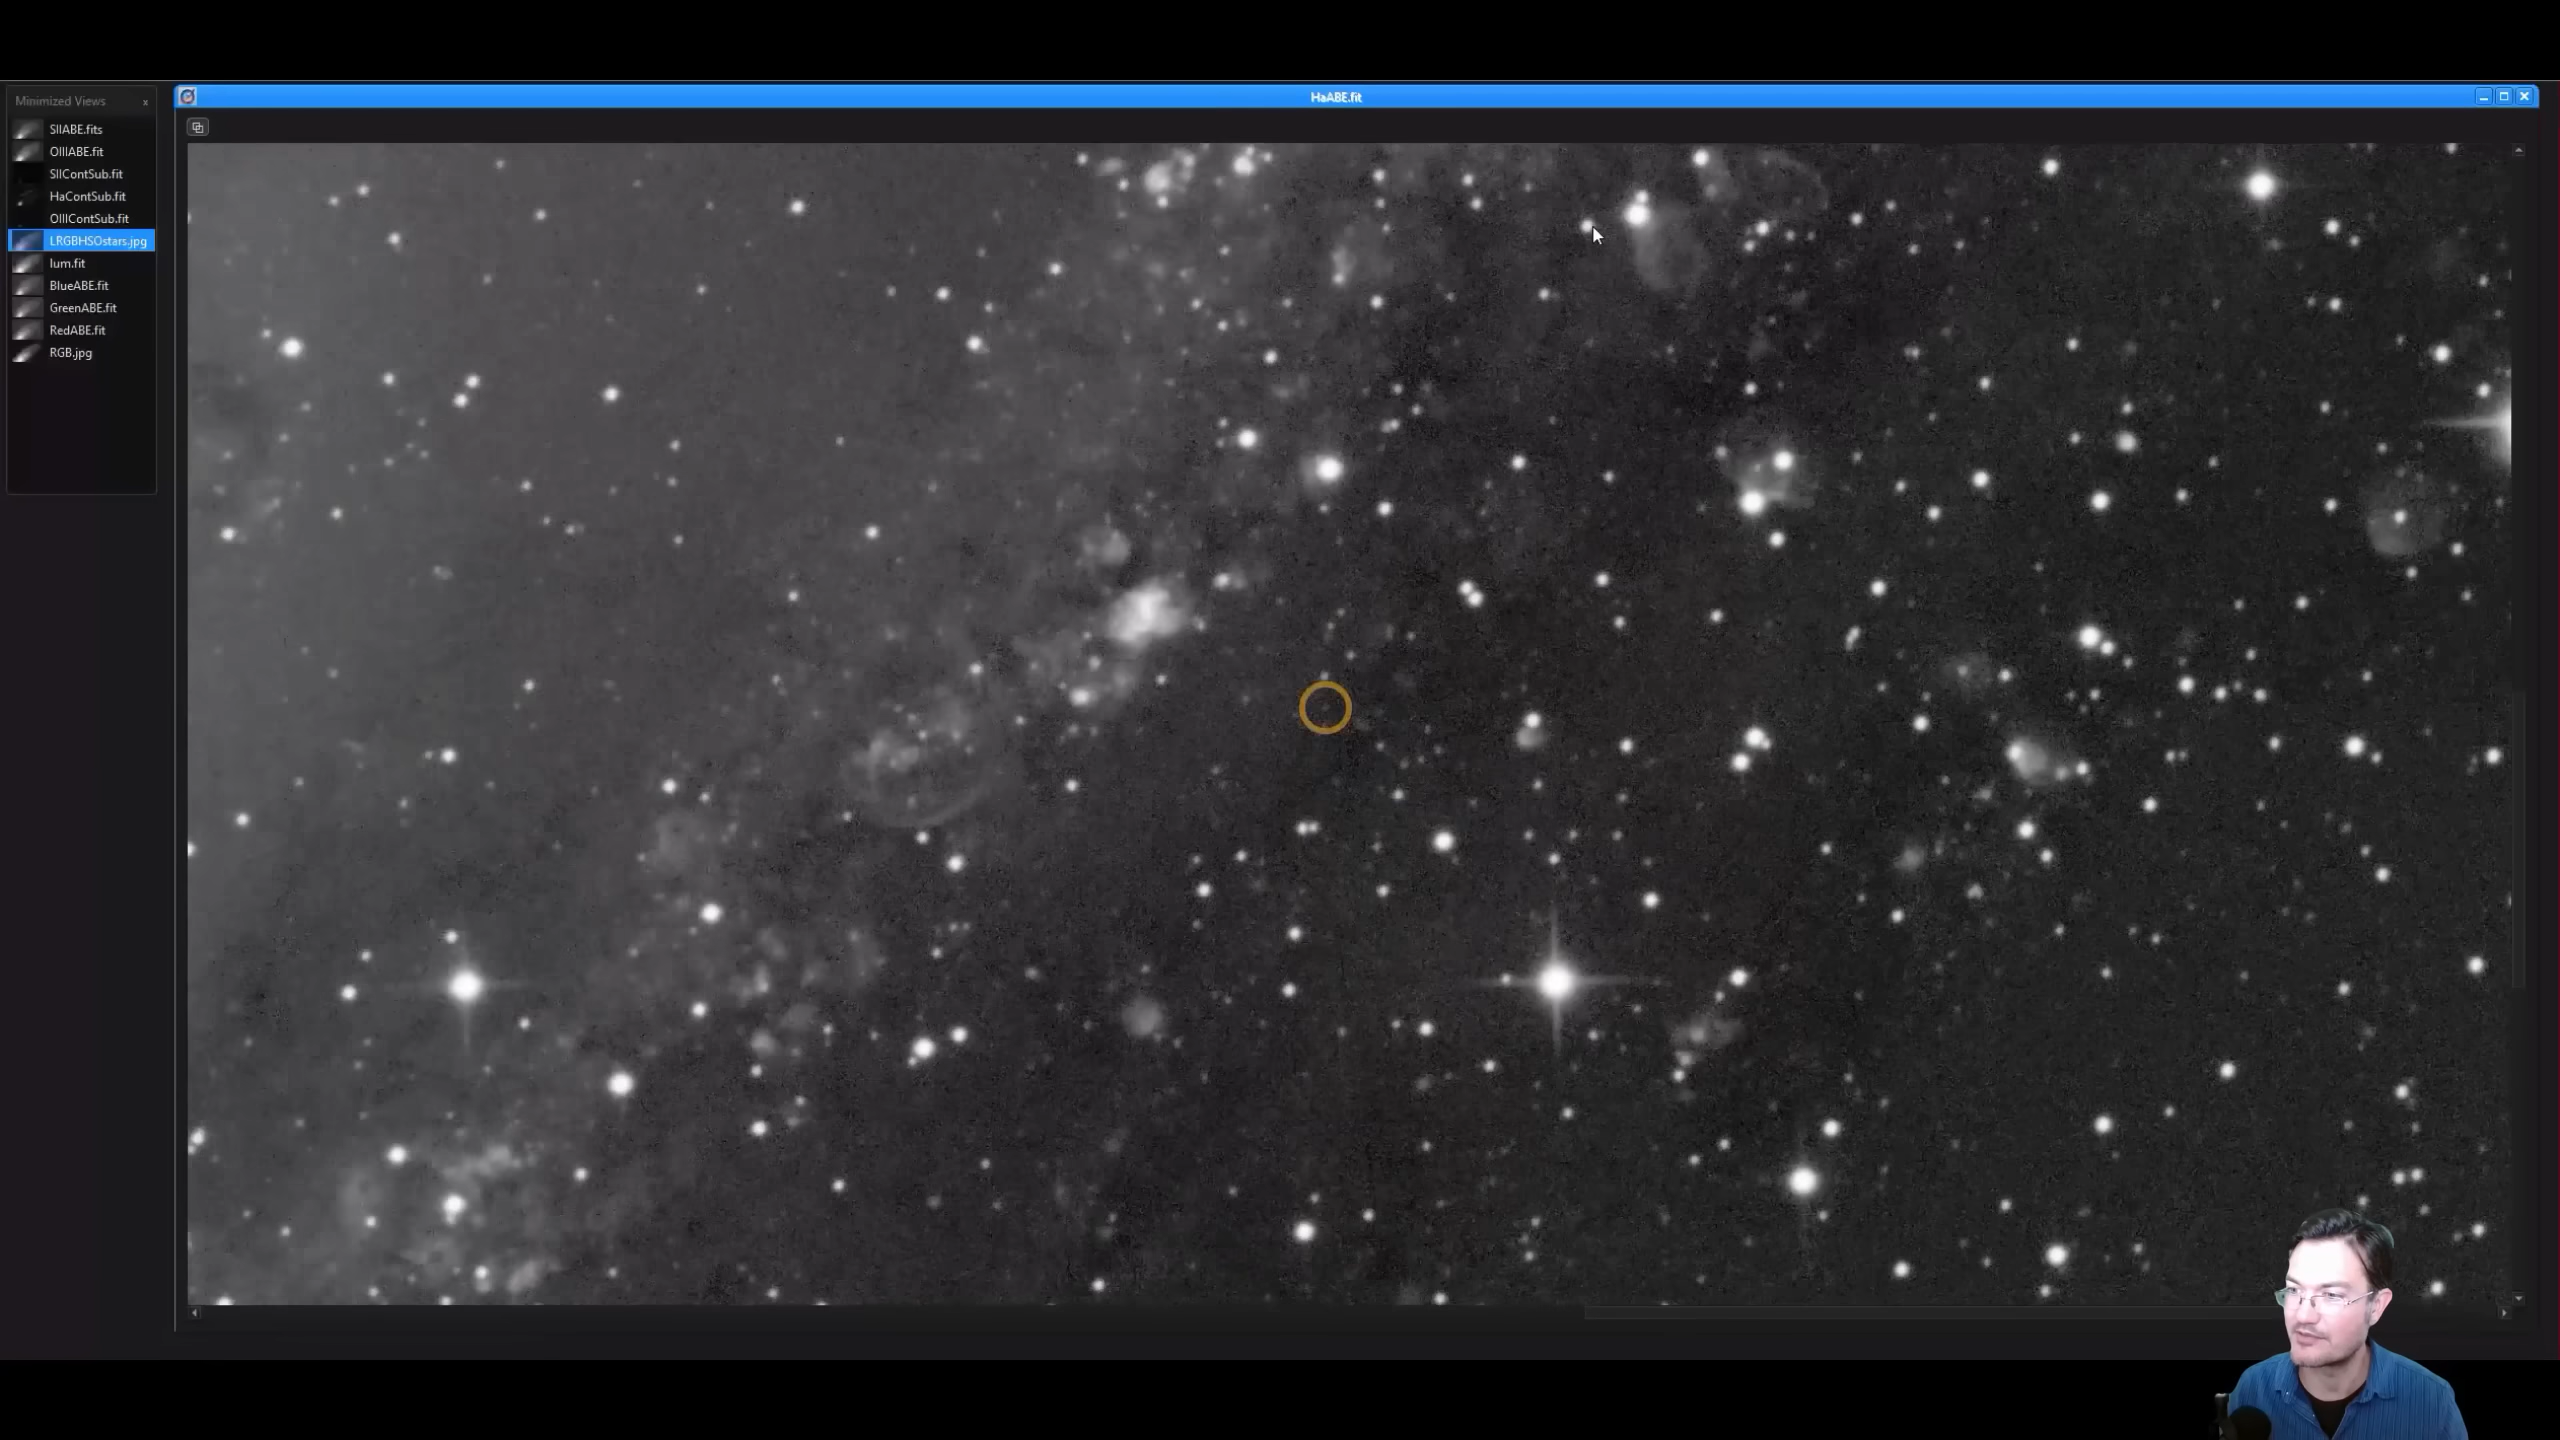 Minimized Views
x
SIIABE.fits
OIIIABE.fit
SIIContSub.fit
HaContSub.fit
OIIIContSub.fit
LRGBHSOstars.jpg
lum.fit
BlueABE.fit
GreenABE.fit
RedABE.fit
RGB.jpg
HaABE.fit